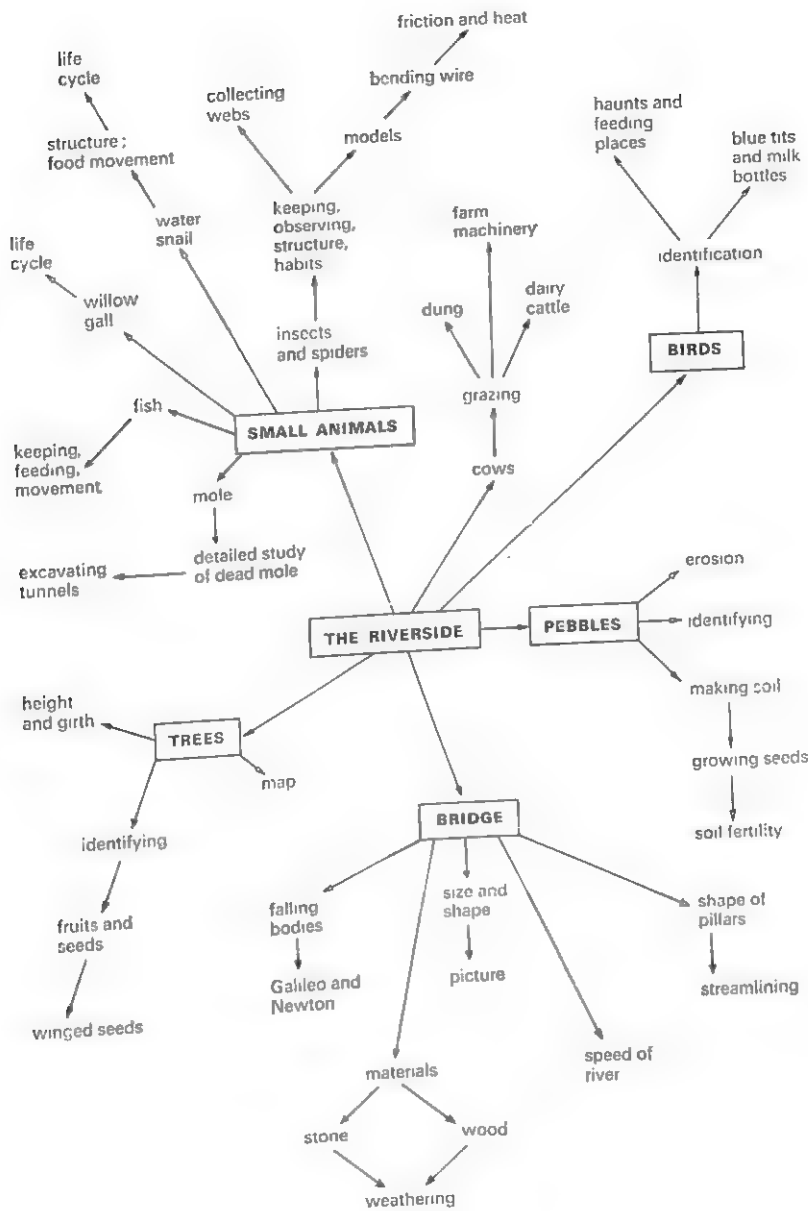 friction and heat
life
cycle
bending wire
collecting
webs
haunts and
feeding
places
structure;
food movement
models
blue tits
and milk
bottles
keeping,
observing,
structure,
habits
farm
machinery
water
snail
life
cycle
identification
willow
gall
dung
dairy
cattle
insects
and spiders
BIRDS
grazing
fish
SMALL ANIMALS
keeping,
feeding,
movement
cows
mole
detailed study
of dead mole
excavating
tunnels
erosion
THE RIVERSIDE
PEBBLES
identifying
making soil
height
and girth
TREES
map
growing seeds
BRIDGE
soil fertility
identifying
falling
bodies
size and
shape
shape of
pillars
fruits and
seeds
Galileo and
Newton
picture
streamlining
winged seeds
materials
speed of
river
stone
wood
weathering